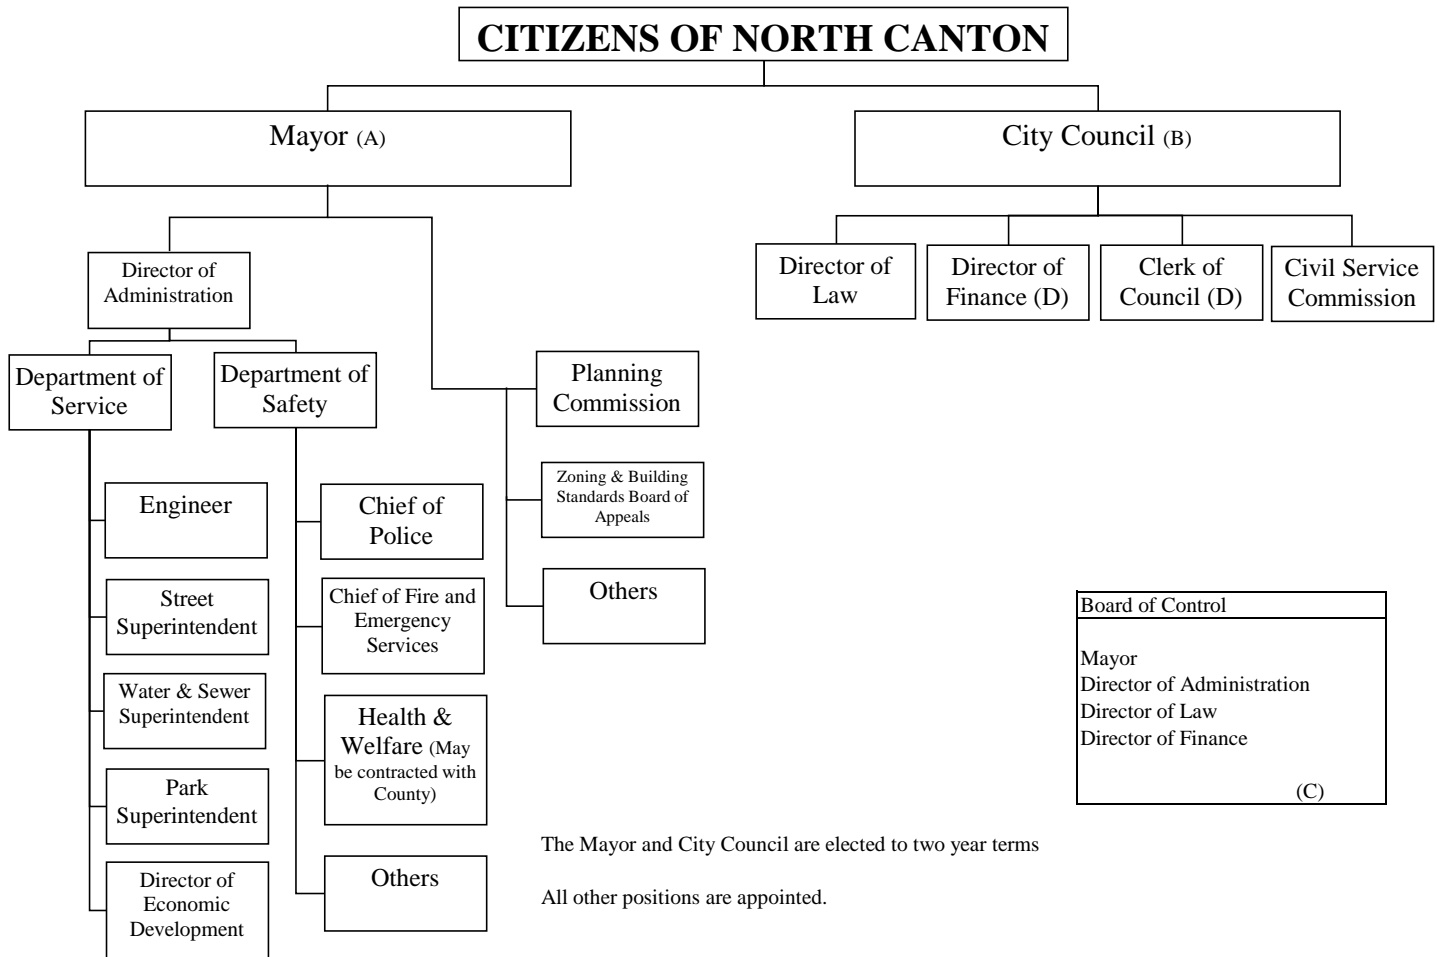 CITIZENS OF NORTH CANTON
Mayor (A)
City Council (B)
Director of
Administration
Director of
Law
Director of
Finance (D)
Clerk of
Council (D)
Civil Service
Commission
Department of
Service
Department of
Safety
Planning
Commission
Zoning & Building
Standards Board of
Appeals
Others
Engineer
Street
Superintendent
Water & Sewer
Superintendent
Park
Superintendent
Director of
Economic
Development
Chief of
Police
Chief of Fire and
Emergency
Services
Health &
Welfare (May
be contracted with
County)
Others
Board of Control
Mayor
Director of Administration
Director of Law
Director of Finance
(C)
The Mayor and City Council are elected to two year terms
All other positions are appointed.